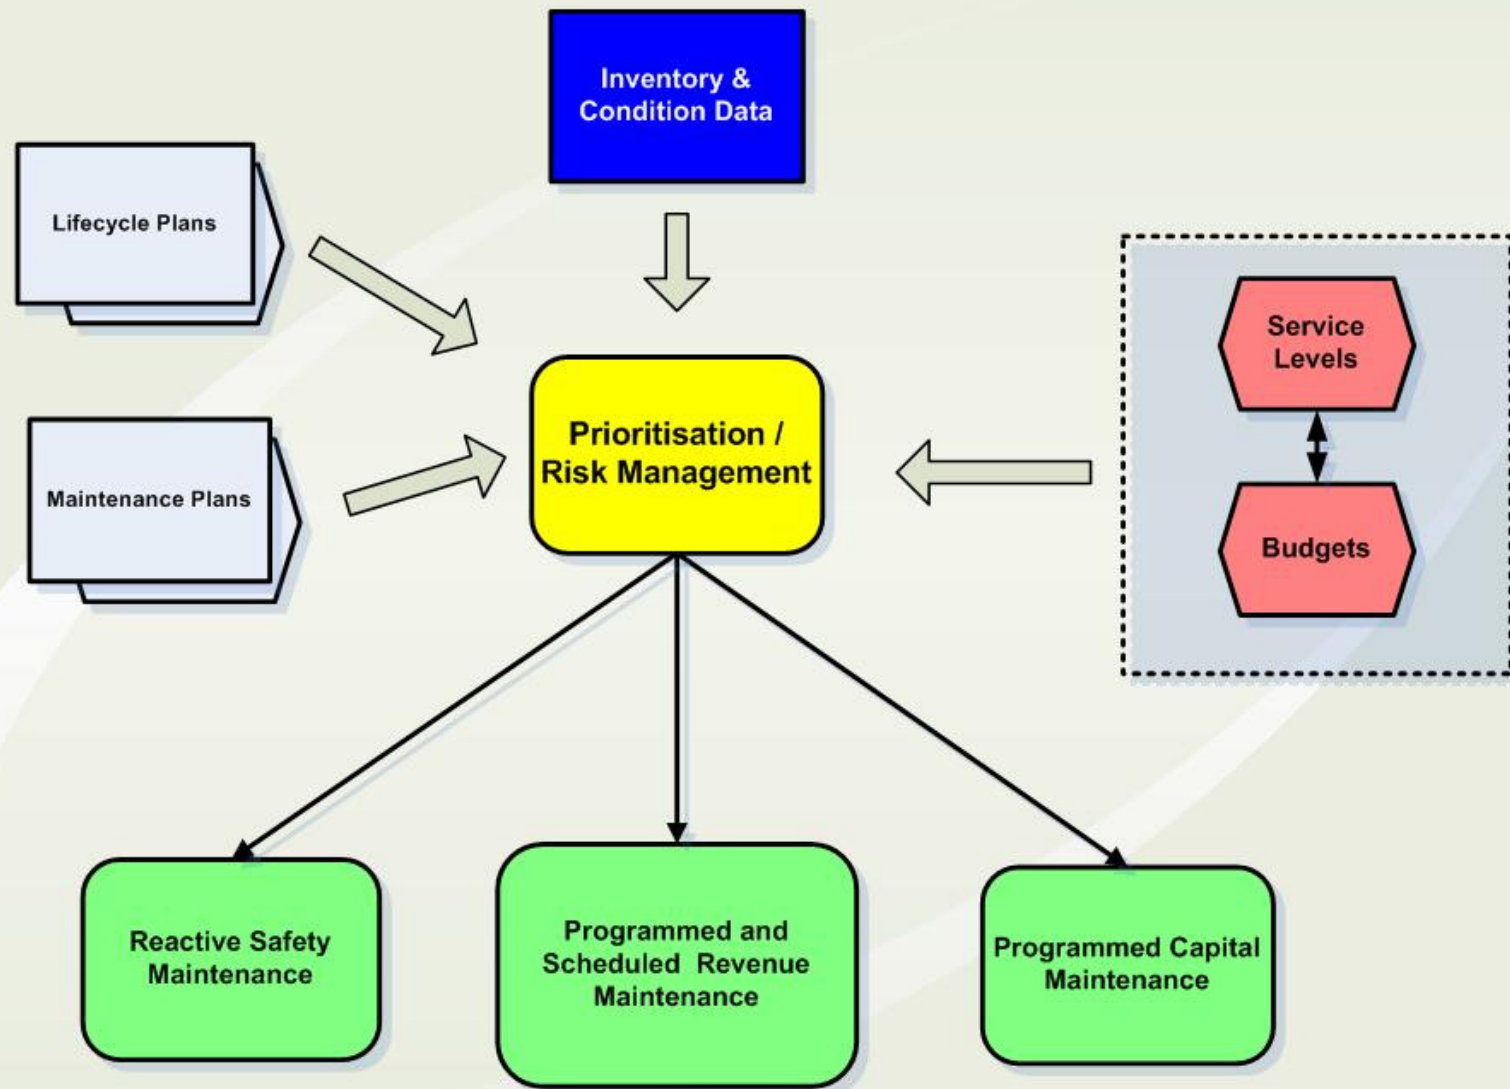 Inventory &
Condition Data
Lifecycle Plans
Service
Levels
Prioritisation /
Risk Management
Maintenance Plans
Budgets
Reactive Safety
Maintenance
Programmed and
Scheduled Revenue
Maintenance
Programmed Capital
Maintenance